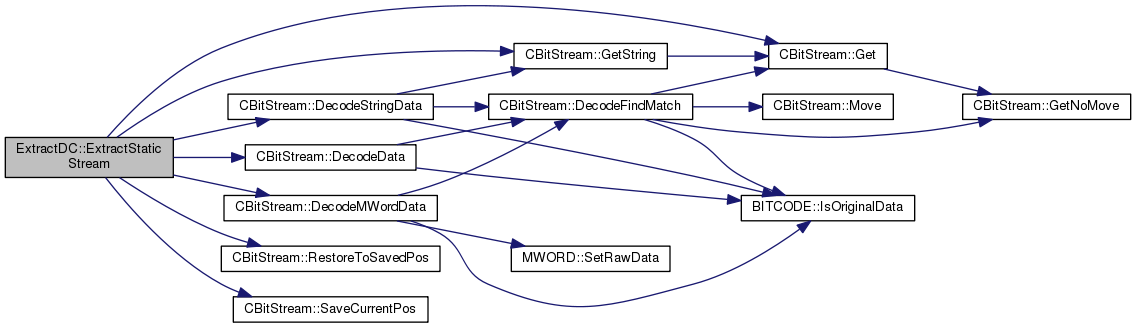 ExtractDC::ExtractStatic
Stream
CBitStream::DecodeStringData
CBitStream::DecodeData
CBitStream::DecodeMWordData
CBitStream::RestoreToSavedPos
CBitStream::SaveCurrentPos
CBitStream::GetString
CBitStream::DecodeFindMatch
MWORD::SetRawData
CBitStream::Get
CBitStream::Move
BITCODE::IsOriginalData
CBitStream::GetNoMove